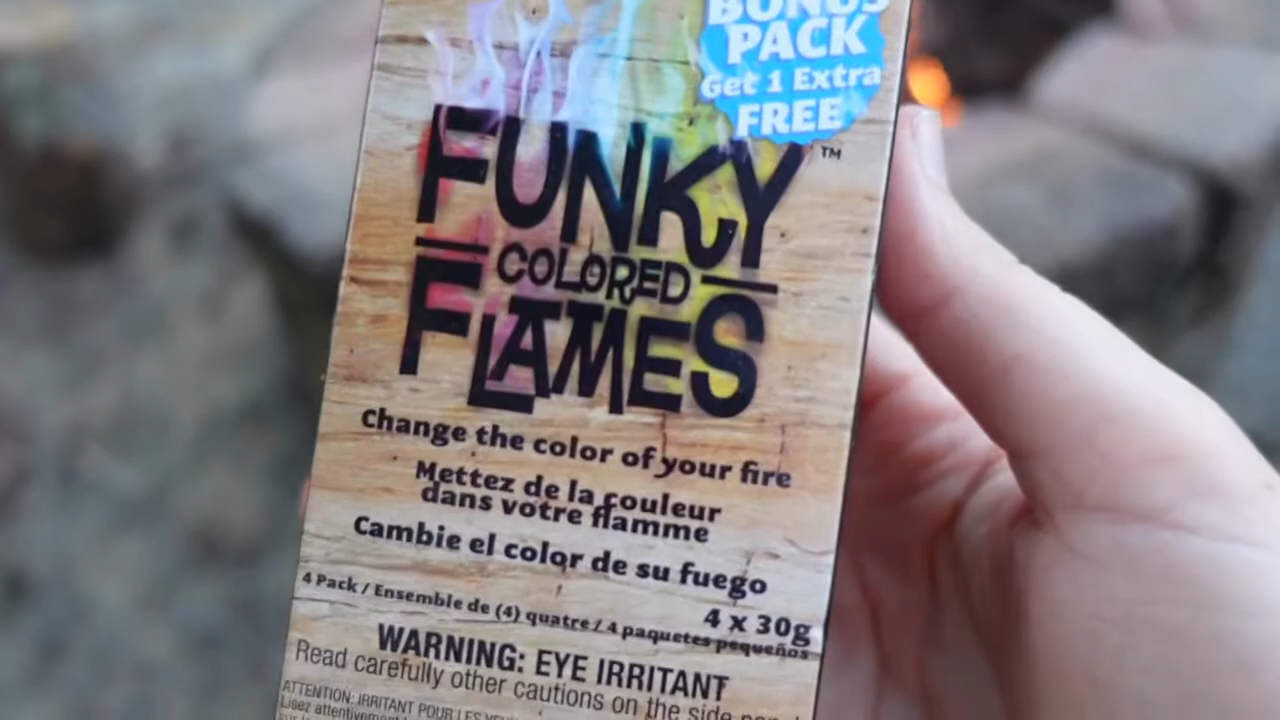 BONUS
PACK
Get 1 Extra
FREE
FUNKY
COLORED
FLAMES
™
Change the color of your fire
Mettez de la couleur
dans votre flamme
Cambie el color de su fuego
4 x 30g
4 Pack / Ensemble de (4) quatre / 4 paquetes pequeños
WARNING: EYE IRRITANT
Read carefully other cautions on the side
ATTENTION: IRRITANT POUR LES
Lisez attentivement